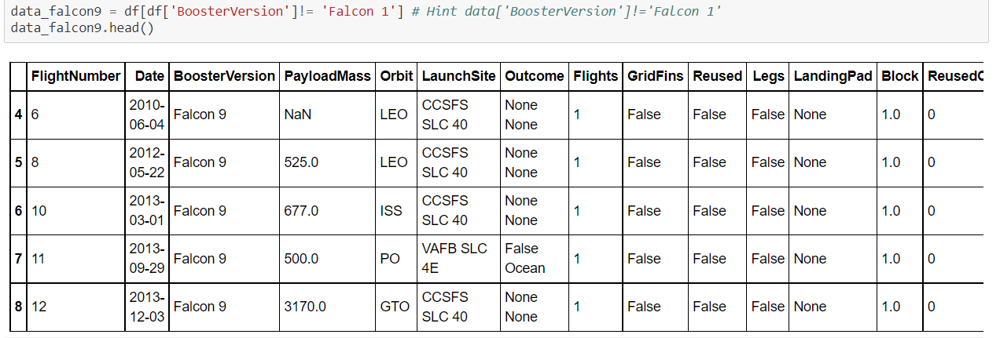 data_falcon9 = df[df['BoosterVersion']!= 'Falcon 1'] # Hint data['BoosterVersion']!='Falcon 1'
data_falcon9.head()
FlightNumber Date BoosterVersion PayloadMass Orbit LaunchSite Outcome Flights GridFins Reused Legs LandingPad Block ReusedC
4 6 2010-06-04 Falcon 9 NaN LEO CCSFS SLC 40 None None 1 False False False None 1.0 0
5 8 2012-05-22 Falcon 9 525.0 LEO CCSFS SLC 40 None None 1 False False False None 1.0 0
6 10 2013-03-01 Falcon 9 677.0 ISS CCSFS SLC 40 None None 1 False False False None 1.0 0
7 11 2013-09-29 Falcon 9 500.0 PO VAFB SLC 4E False Ocean 1 False False False None 1.0 0
8 12 2013-12-03 Falcon 9 3170.0 GTO CCSFS SLC 40 None None 1 False False False None 1.0 0